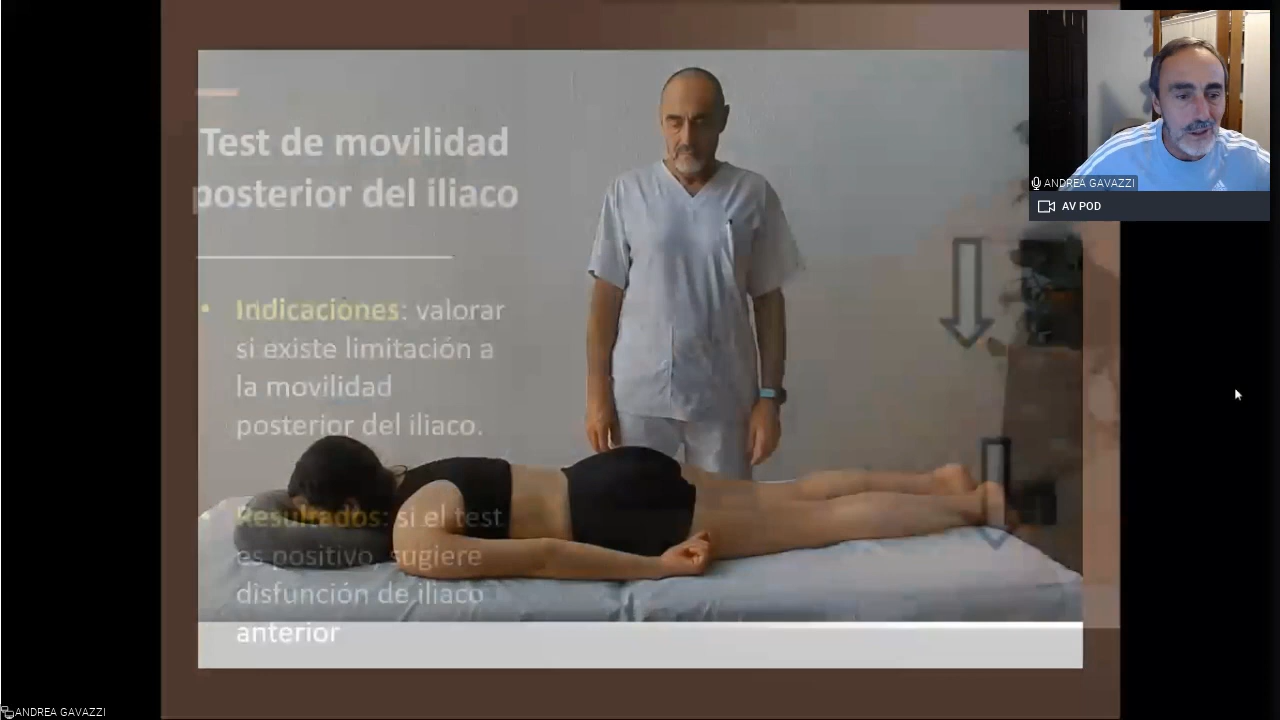 Test de movilidad
posterior del iliaco
• Indicaciones: valorar
si existe limitación a
la movilidad
posterior del iliaco.
• Resultados: si el test
es positivo, sugiere
disfunción de iliaco
anterior
ANDREA GAVAZZI
AV POD
ANDREA GAVAZZI